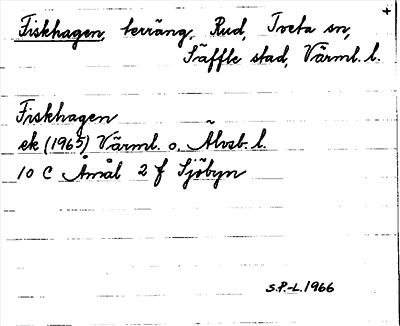 Fiskhagen, terräng, Rud, Tveta sn,
Säffle stad, Värml. l.
Fiskhagen
ek (1965) Värml. o. Älvsb. l.
10 C Åmål 2 f Sjöbyn
S.P.-L. 1966